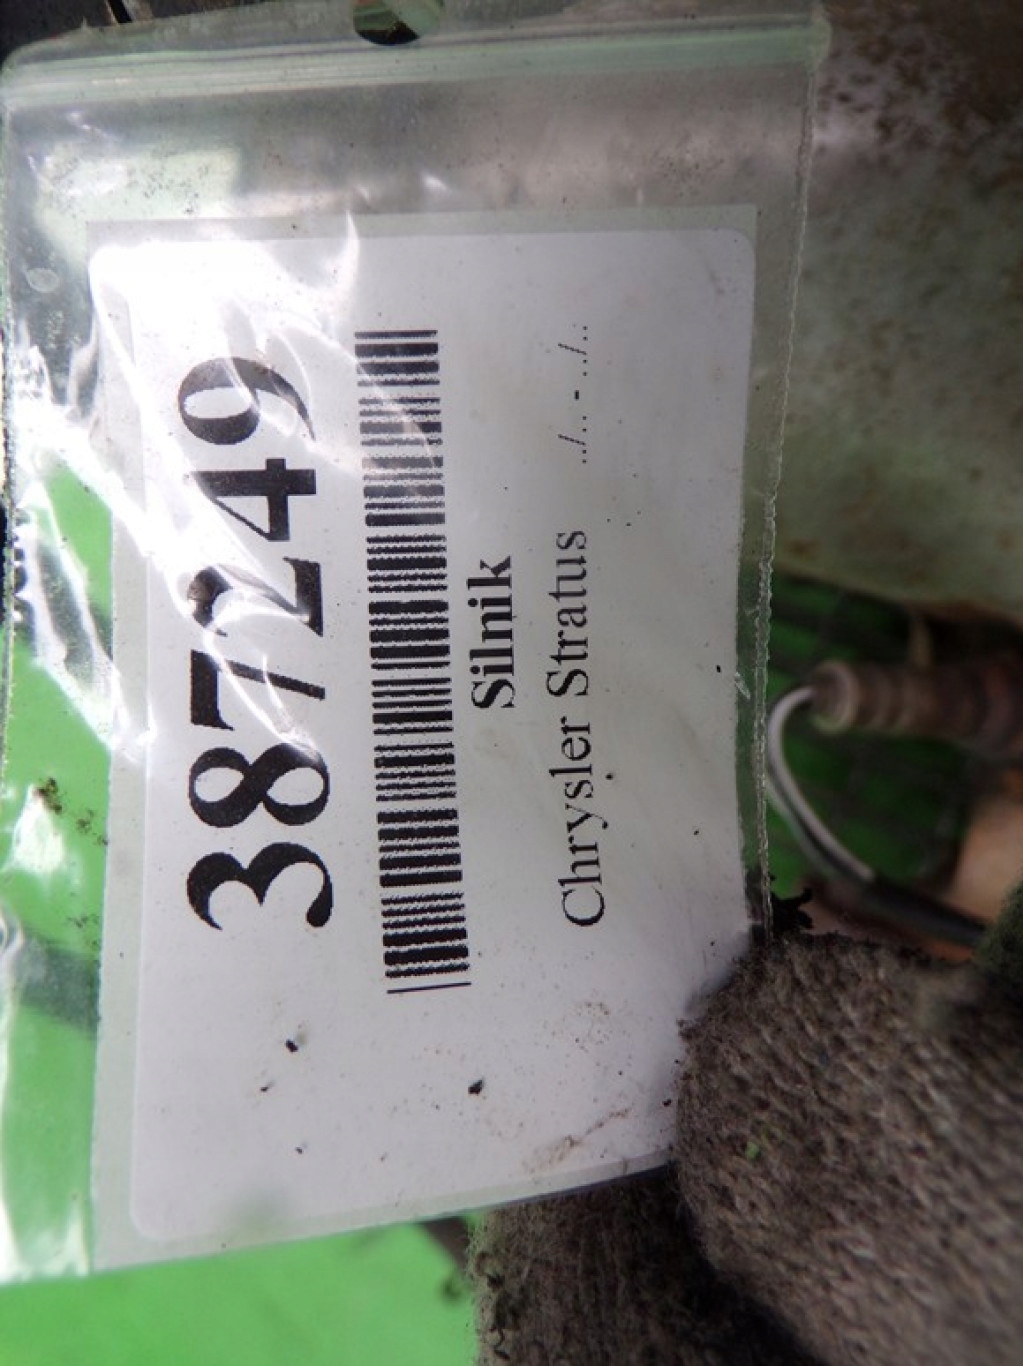 387249
Silnik
Chrysler Stratus ../.. - ../..